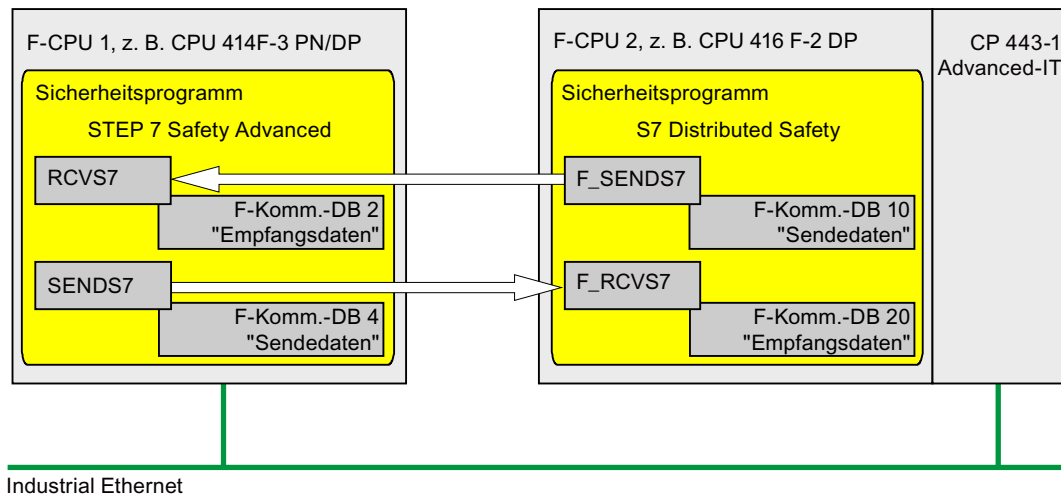 F-CPU 1, z. B. CPU 414F-3 PN/DP
Sicherheitsprogramm
STEP 7 Safety Advanced
RCVS7
F-Komm.-DB 2
"Empfangsdaten"
SENDS7
F-Komm.-DB 4
"Sendedaten"
F-CPU 2, z. B. CPU 416 F-2 DP
Sicherheitsprogramm
S7 Distributed Safety
F_SENDS7
F-Komm.-DB 10
"Sendedaten"
F_RCVS7
F-Komm.-DB 20
"Empfangsdaten"
CP 443-1
Advanced-IT
Industrial Ethernet